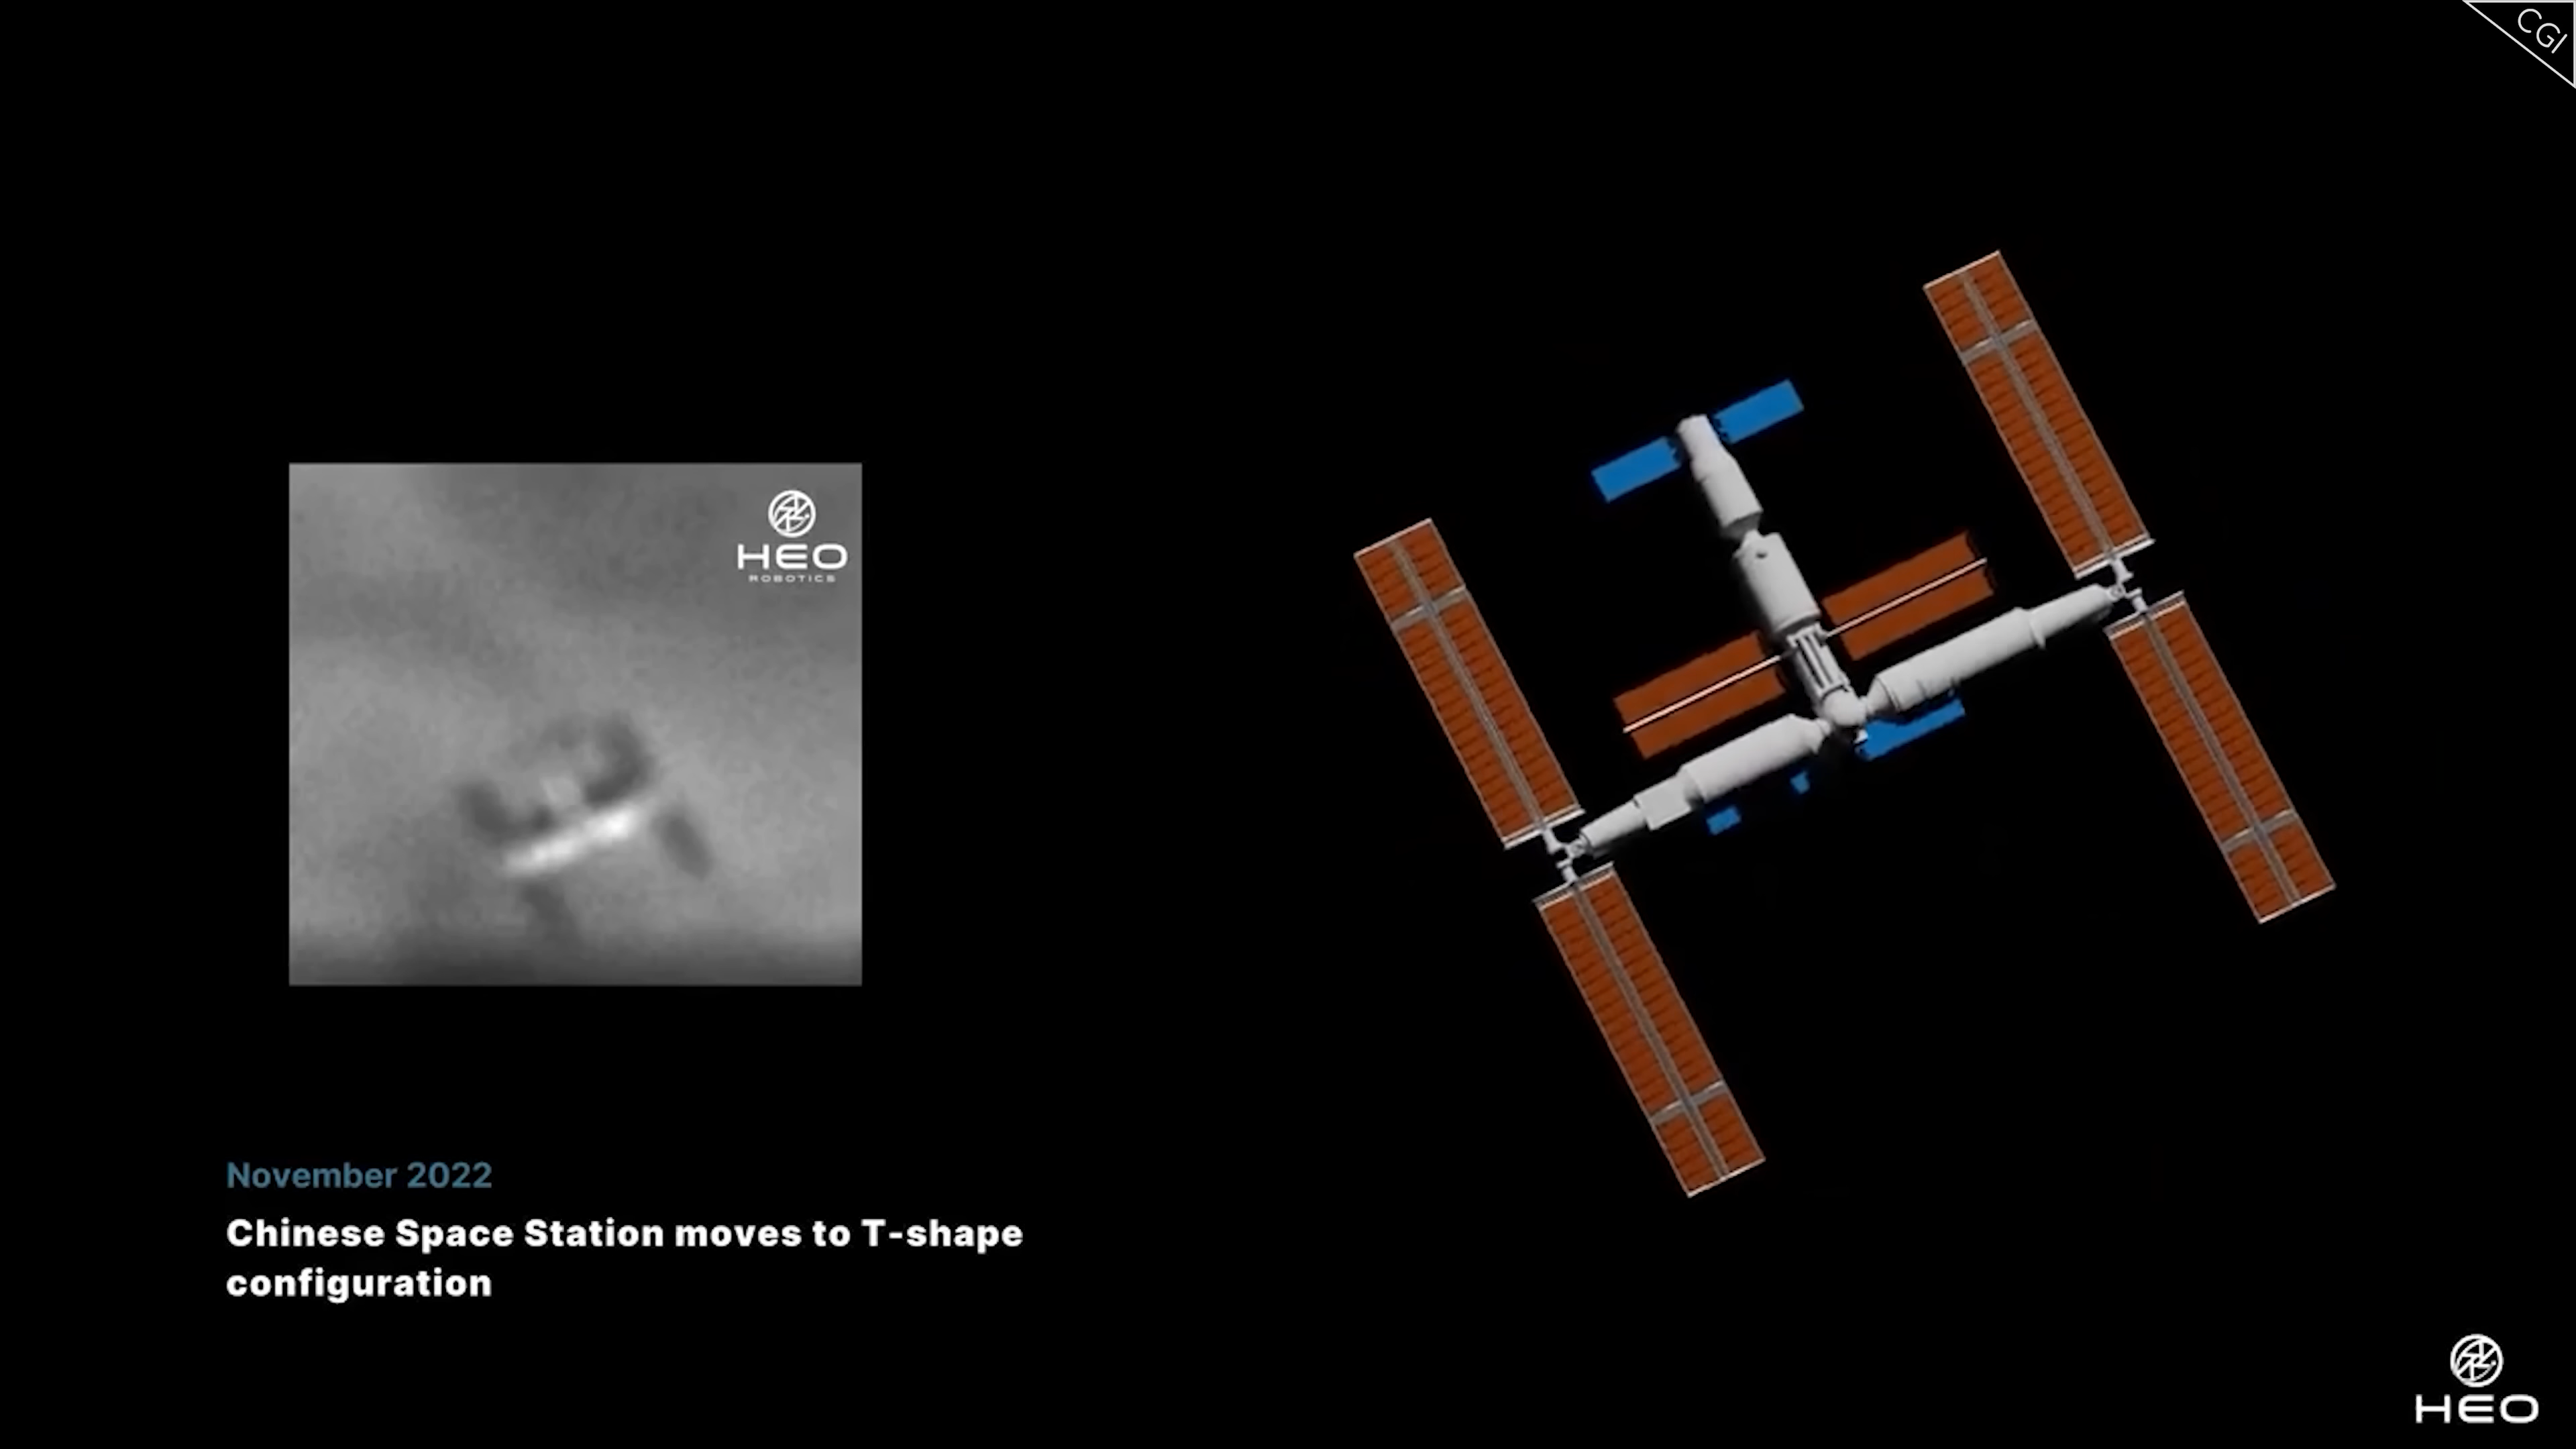 CGI
HEO
ROBOTICS
November 2022
Chinese Space Station moves to T-shape
configuration
HEO